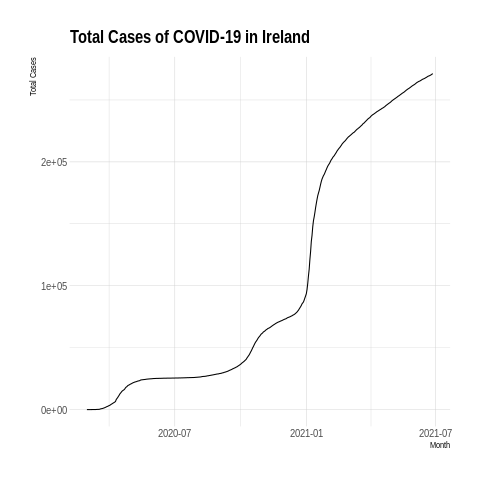 Total Cases of COVID-19 in Ireland
Total Cases
2e+05
1e+05
0e+00
2020-07
2021-01
2021-07
Month